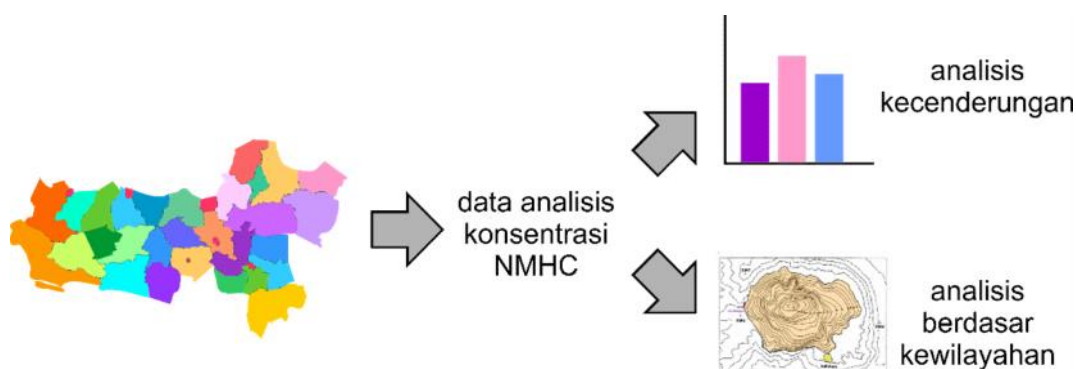 analisis
kecenderungan
data analisis
konsentrasi
NMHC
analisis
berdasar
kewilayahan